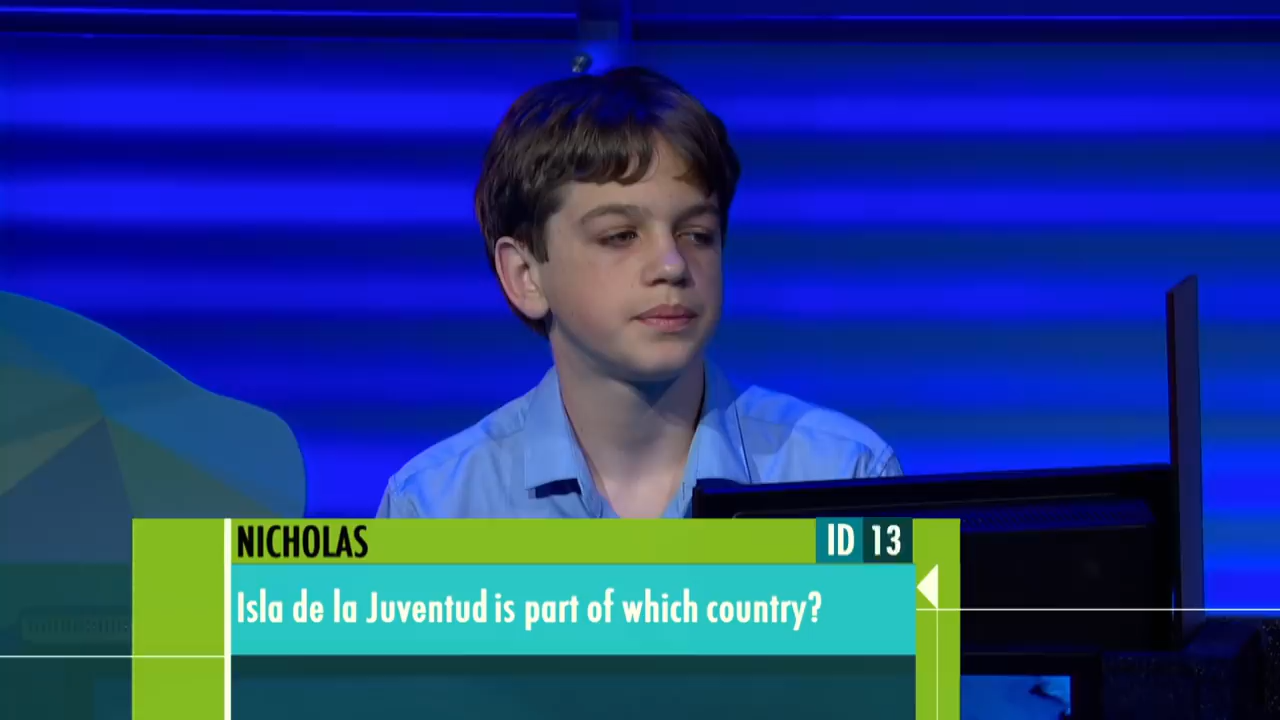 NICHOLAS
ID 13
Isla de la Juventud is part of which country?